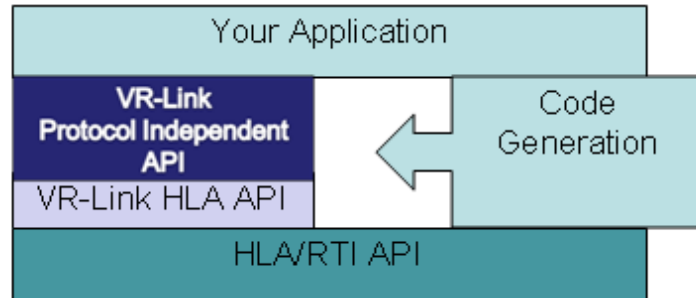 Your Application
VR-Link
Protocol Independent
API
Code
Generation
VR-Link HLA API
HLA/RTI API